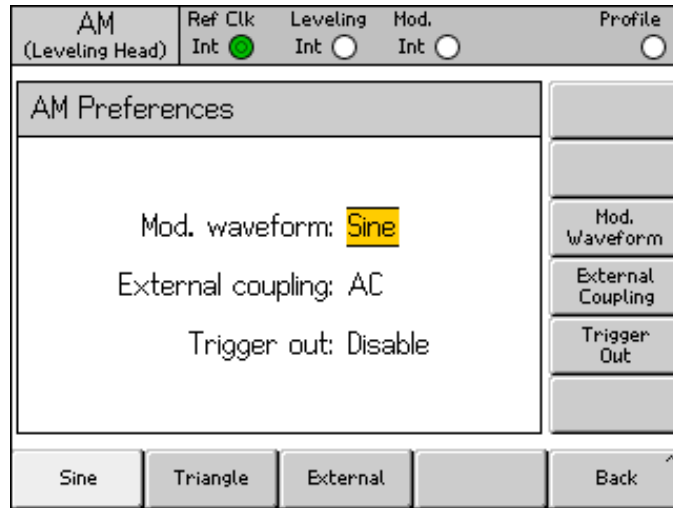 AM
(Leveling Head)
Ref Clk
Int
Leveling
Int
Mod.
Int
Profile
AM Preferences
Mod. waveform: Sine
External coupling: AC
Trigger out: Disable
Mod.
Waveform
External
Coupling
Trigger
Out
Sine
Triangle
External
Back